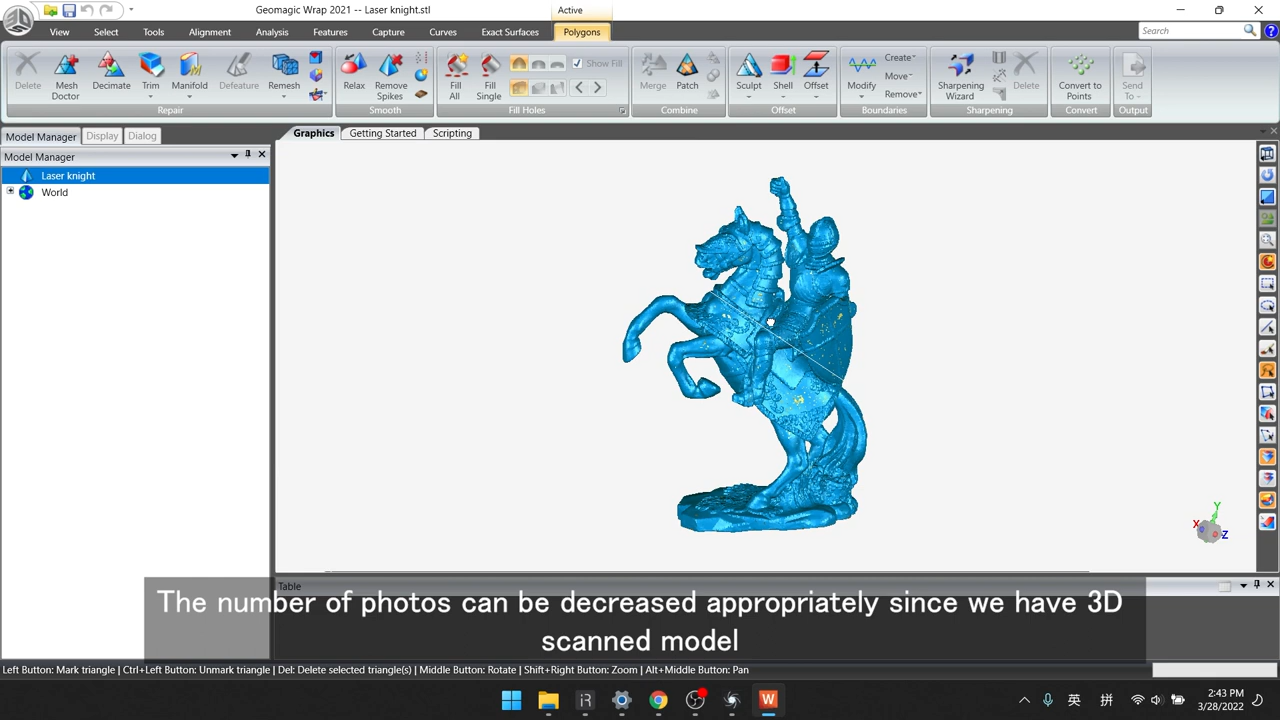 Geomagic Wrap 2021 -- Laser knight.stl
Active
View
Select
Tools
Alignment
Analysis
Features
Capture
Curves
Exact Surfaces
Polygons
Search
Delete
Mesh Doctor
Decimate
Trim
Manifold
Defeature
Remesh
Repair
Relax
Remove Spikes
Smooth
Fill All
Fill Single
Show Fill
Fill Holes
Merge
Patch
Combine
Sculpt
Shell
Offset
Offset
Modify
Create
Move
Remove
Boundaries
Sharpening Wizard
Delete
Sharpening
Convert to Points
Convert
Send To
Output
Model Manager
Display
Dialog
Graphics
Getting Started
Scripting
Model Manager
Laser knight
World
Y
X
Z
Table
The number of photos can be decreased appropriately since we have 3D
scanned model
Left Button: Mark triangle | Ctrl+Left Button: Unmark triangle | Del: Delete selected triangle(s) | Middle Button: Rotate | Shift+Right Button: Zoom | Alt+Middle Button: Pan
英
拼
2:43 PM
3/28/2022